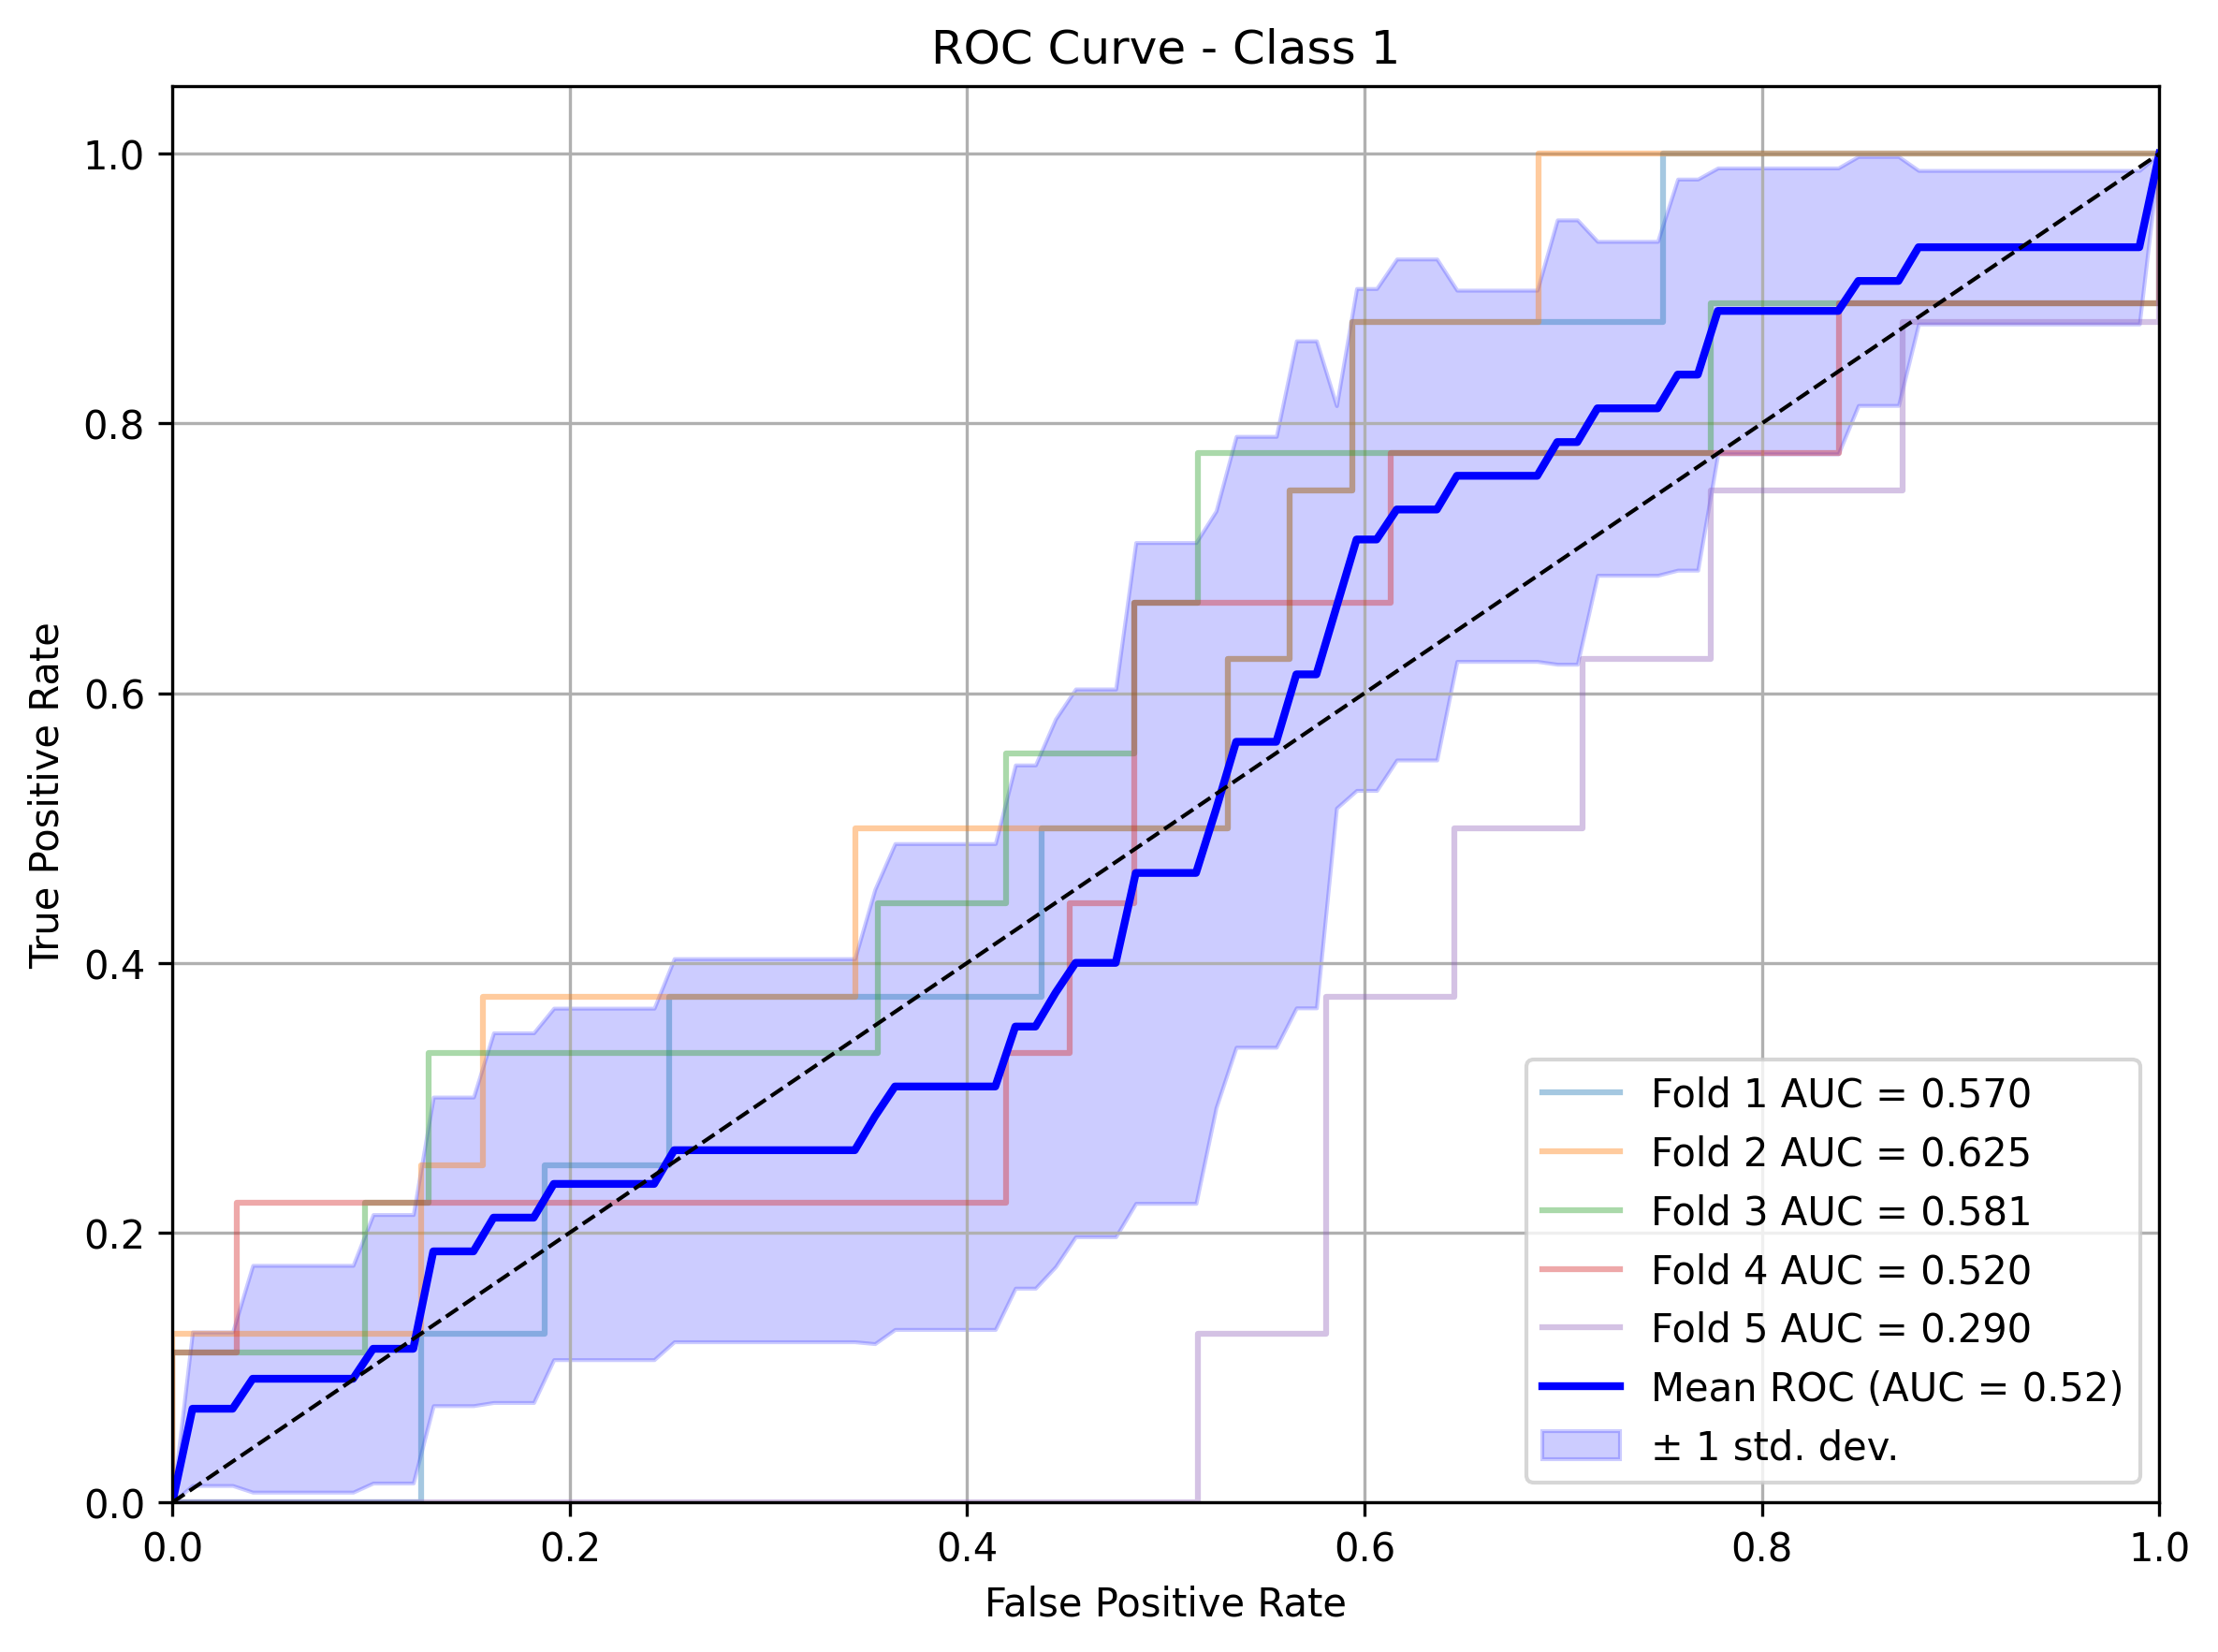 ROC Curve - Class 1
True Positive Rate
1.0
0.8
0.6
0.4
0.2
0.0
0.0 0.2 0.4 0.6 0.8 1.0
False Positive Rate
Fold 1 AUC = 0.570
Fold 2 AUC = 0.625
Fold 3 AUC = 0.581
Fold 4 AUC = 0.520
Fold 5 AUC = 0.290
Mean ROC (AUC = 0.52)
± 1 std. dev.